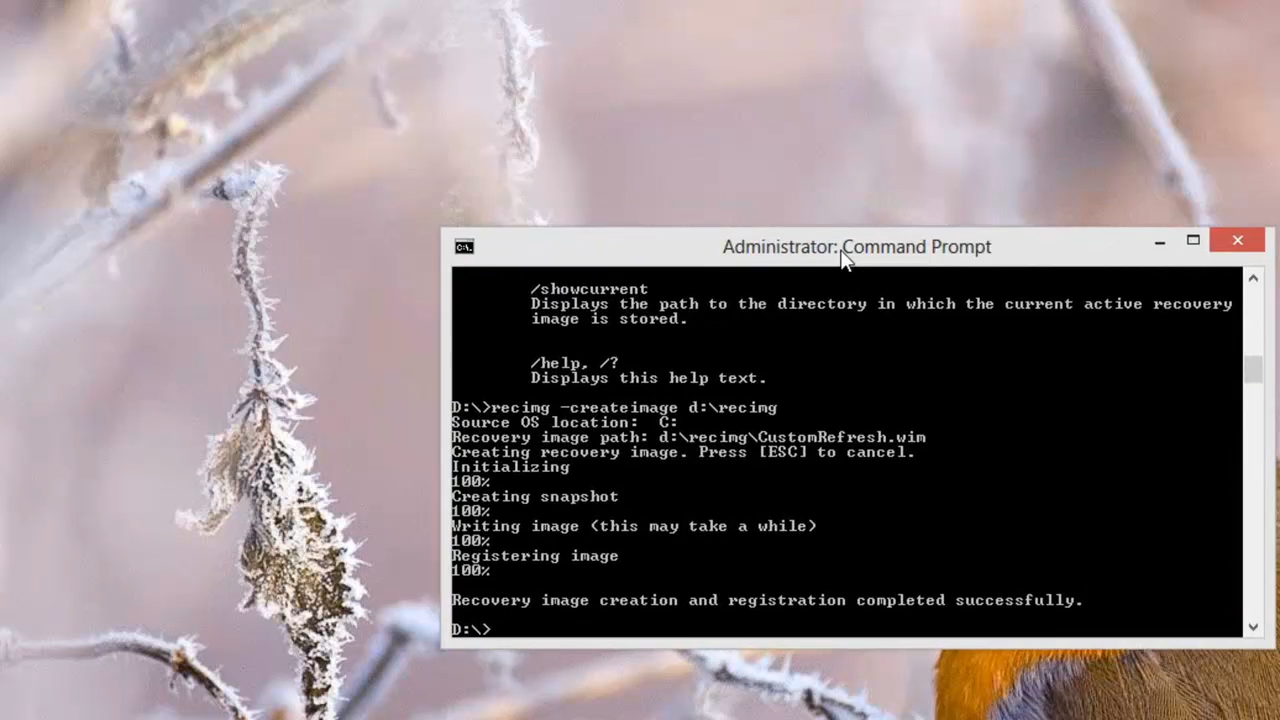 Administrator: Command Prompt
/showcurrent
Displays the path to the directory in which the current active recovery
image is stored.
/help, /?
Displays this help text.
D:\>recimg -createimage d:\recimg
Source OS location:  C:
Recovery image path: d:\recimg\CustomRefresh.wim
Creating recovery image. Press [ESC] to cancel.
Initializing
100%
Creating snapshot
100%
Writing image (this may take a while)
100%
Registering image
100%
Recovery image creation and registration completed successfully.
D:\>